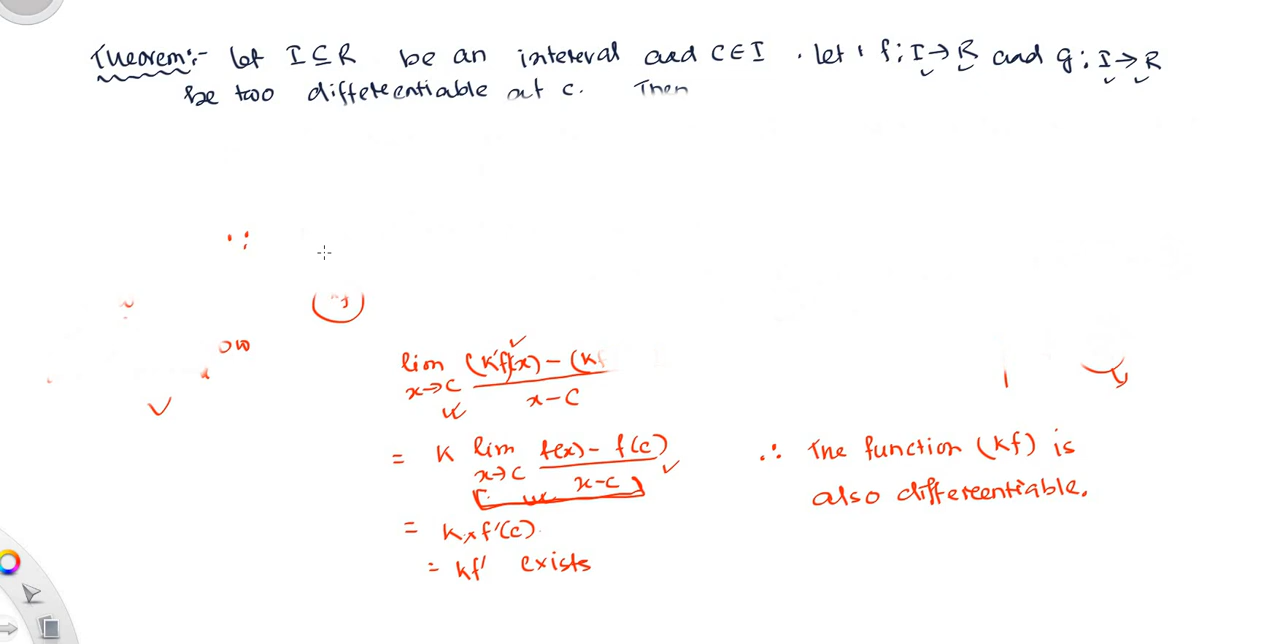 Theorem:- let I ⊆ R be an interval and C ∈ I . let f: I → R and g: I → R
be two differentiable at c. Then
∵
ow
lim x→c (kf(x) - (k / x - c
= k lim x→c f(x) - f(c) / x - c
= k × f'(c)
= kf' exists
∴ The function (kf) is
also differentiable.